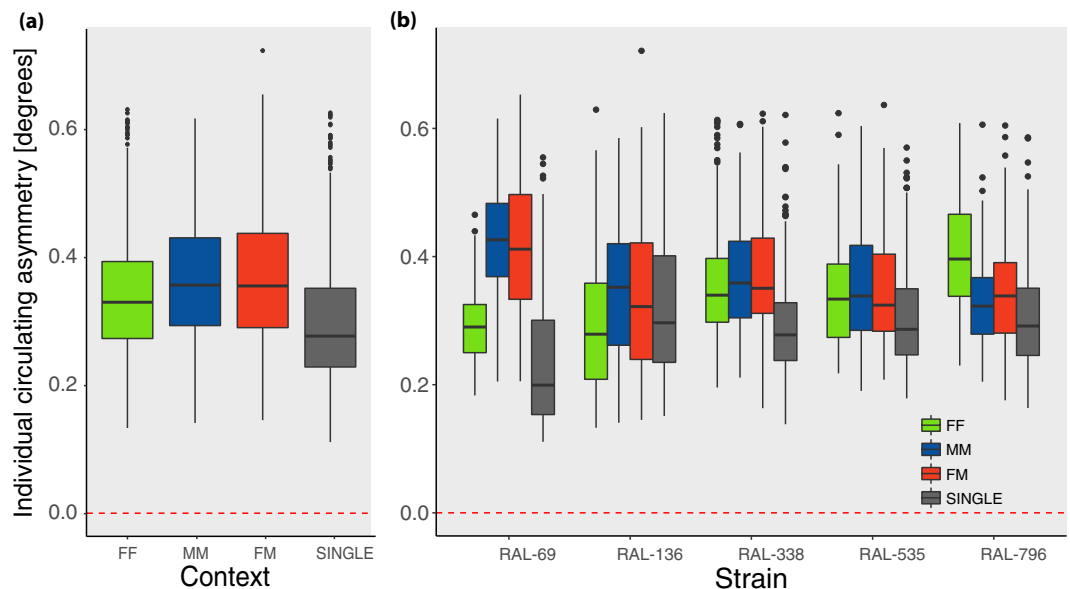 (a)
Individual circulating asymmetry [degrees]
0.6
0.4
0.2
0.0
FF MM FM SINGLE
Context
(b)
0.6
0.4
0.2
0.0
FF
MM
FM
SINGLE
RAL-69 RAL-136 RAL-338 RAL-535 RAL-796
Strain